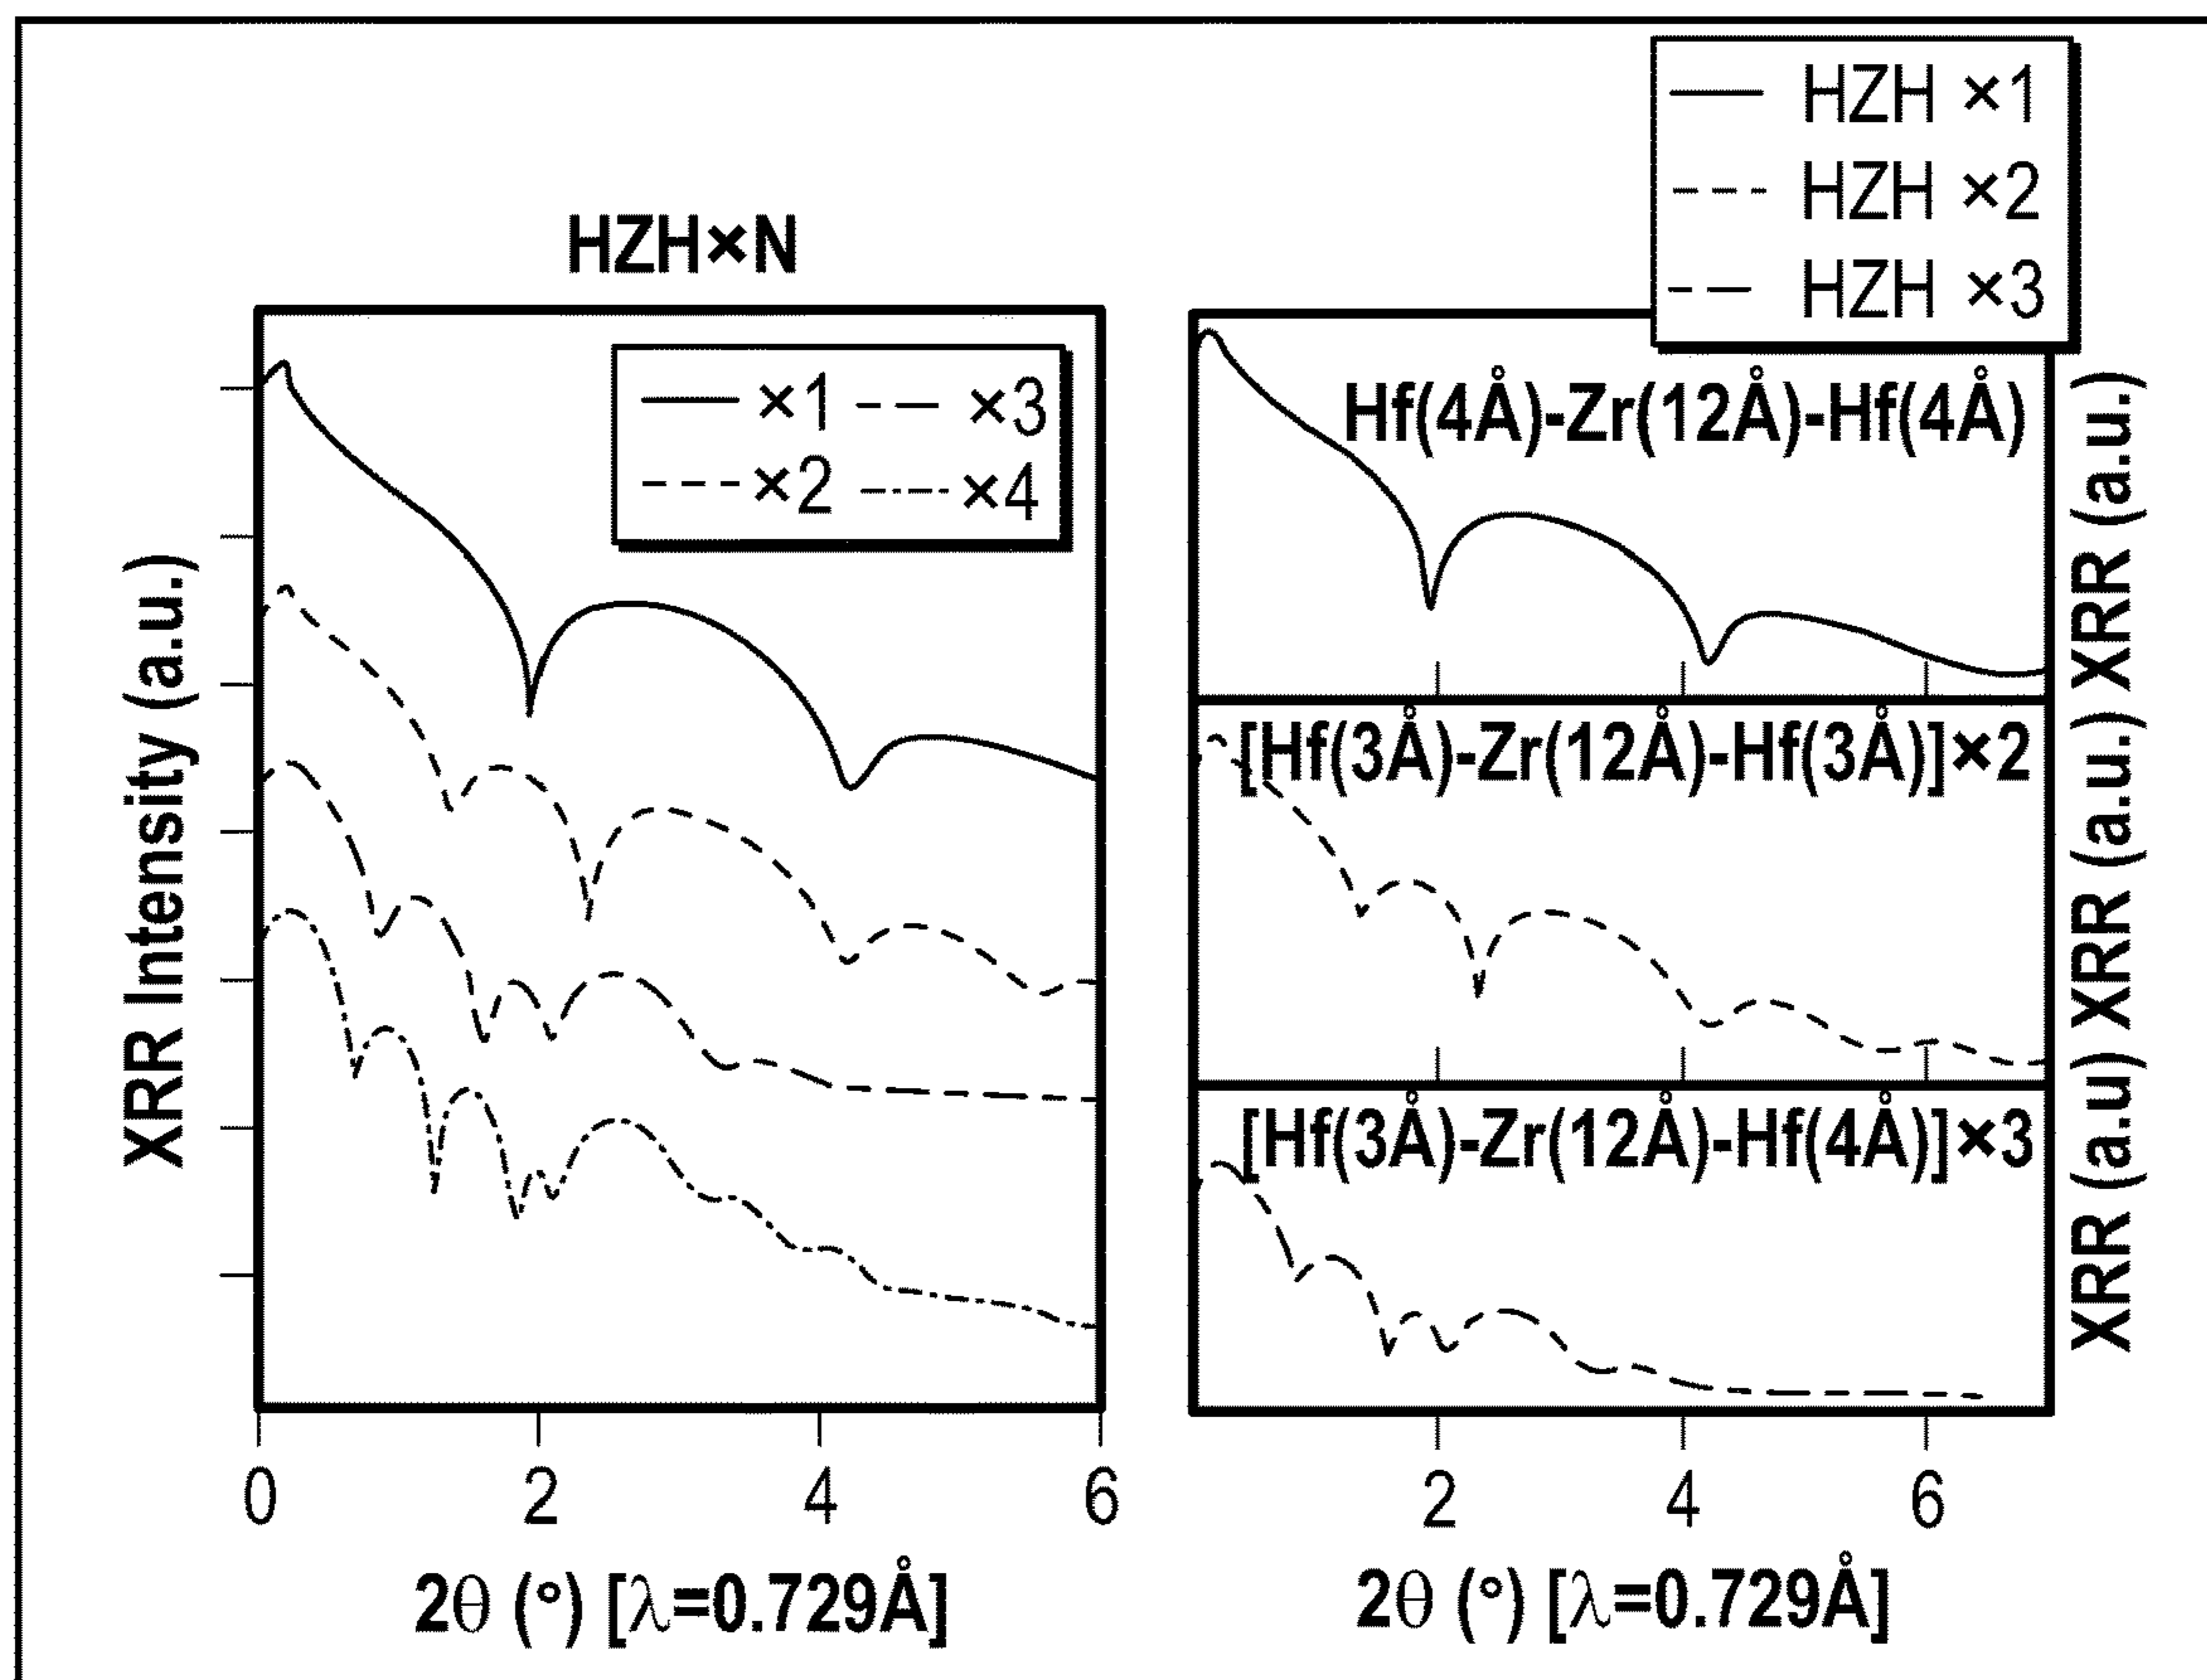 HZH×N
XRR Intensity (a.u.)
×1
×3
×2
×4
0
2
4
6
2θ (°) [λ=0.729Å]
HZH ×1
HZH ×2
HZH ×3
Hf(4Å)-Zr(12Å)-Hf(4Å)
XRR (a.u.)
[Hf(3Å)-Zr(12Å)-Hf(3Å)]×2
XRR (a.u.)
[Hf(3Å)-Zr(12Å)-Hf(4Å)]×3
XRR (a.u)
2
4
6
2θ (°) [λ=0.729Å]